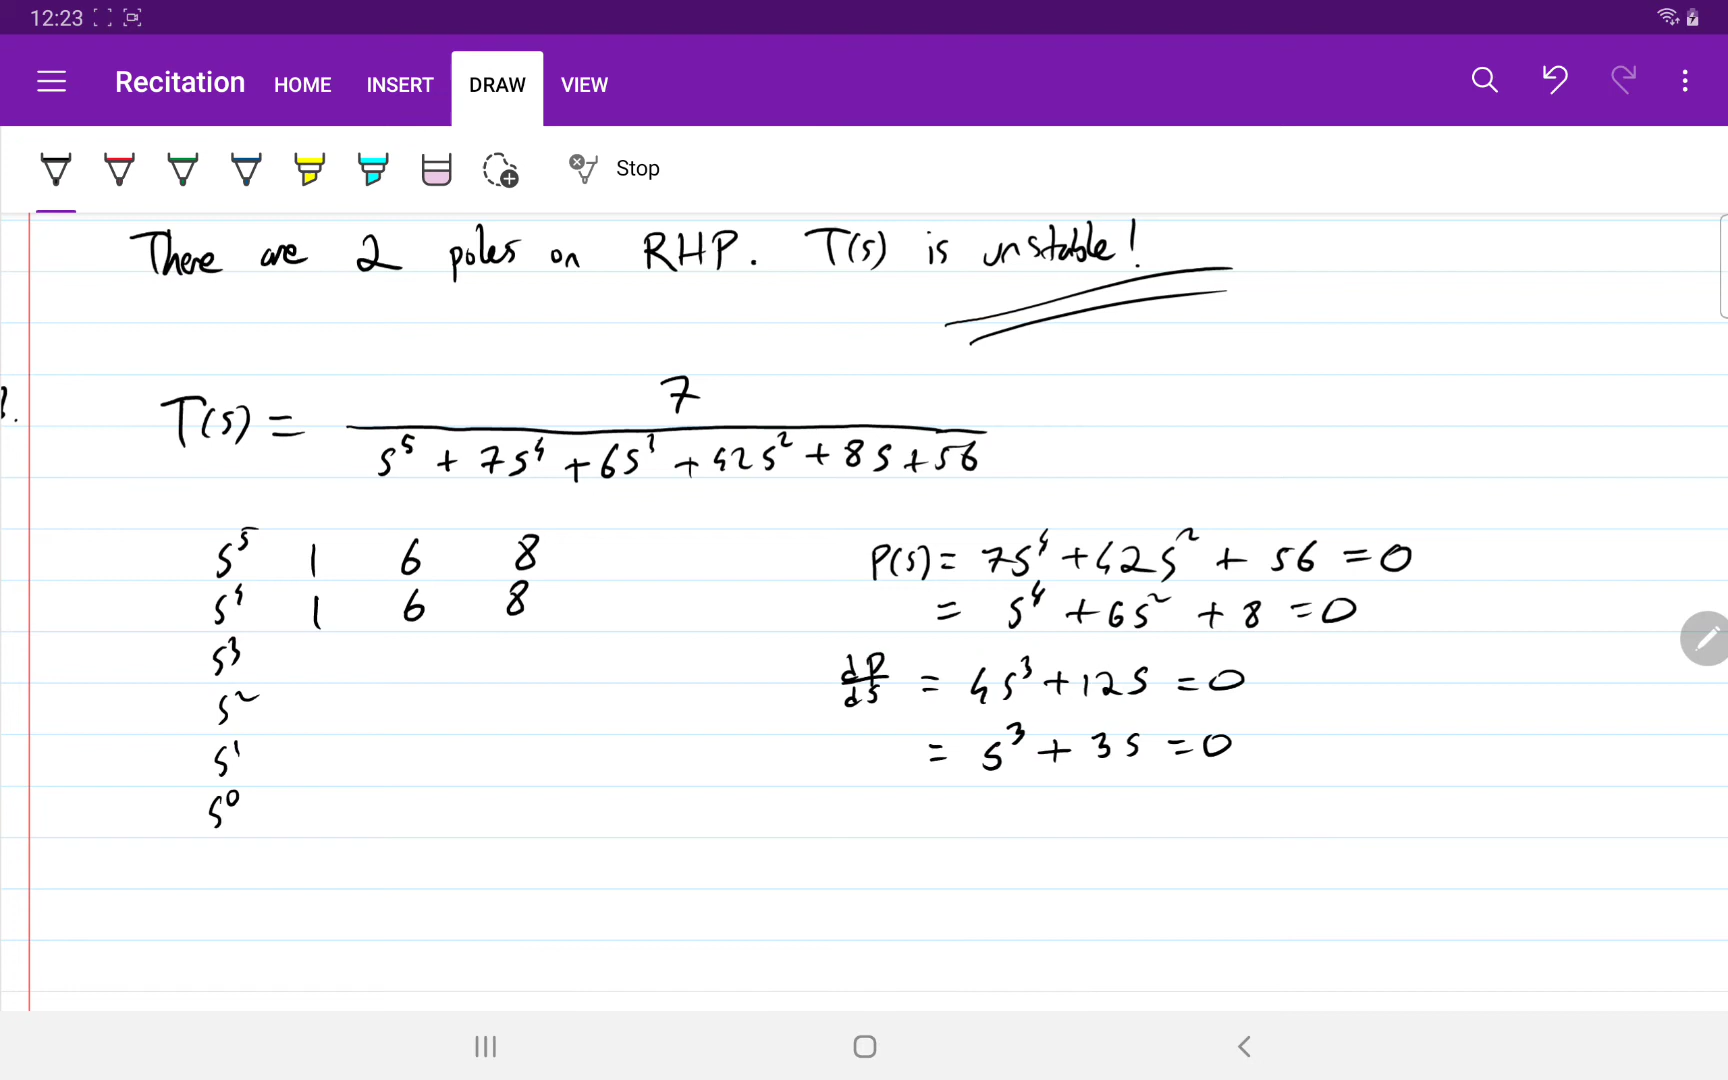 12:23
Recitation HOME INSERT DRAW VIEW
Stop
There are 2 poles on RHP. T(s) is unstable!
T(s) = 7 / (s⁵ + 7s⁴ + 6s³ + 42s² + 8s + 56)
s⁵ 1 6 8
s⁴ 1 6 8
s³
s²
s¹
s⁰
P(s) = 7s⁴ + 42s² + 56 = 0
= s⁴ + 6s² + 8 = 0
dP/ds = 4s³ + 12s = 0
= s³ + 3s = 0